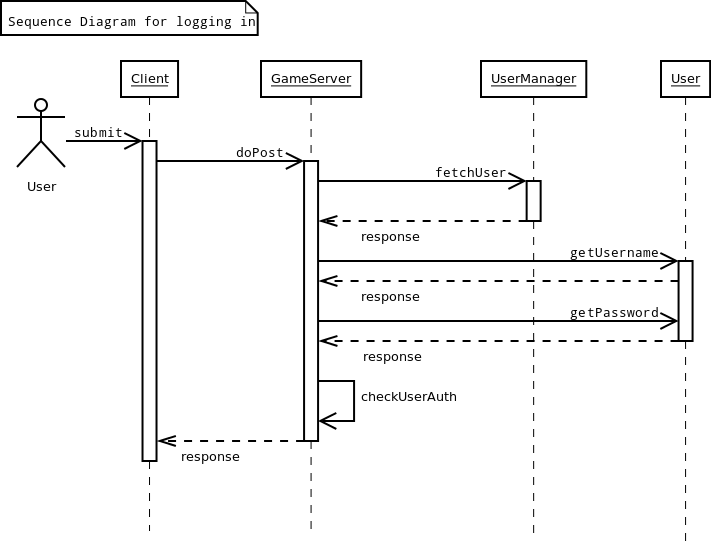 Sequence Diagram for logging in
Client
GameServer
UserManager
User
submit
doPost
fetchUser
User
response
getUsername
response
getPassword
response
checkUserAuth
response